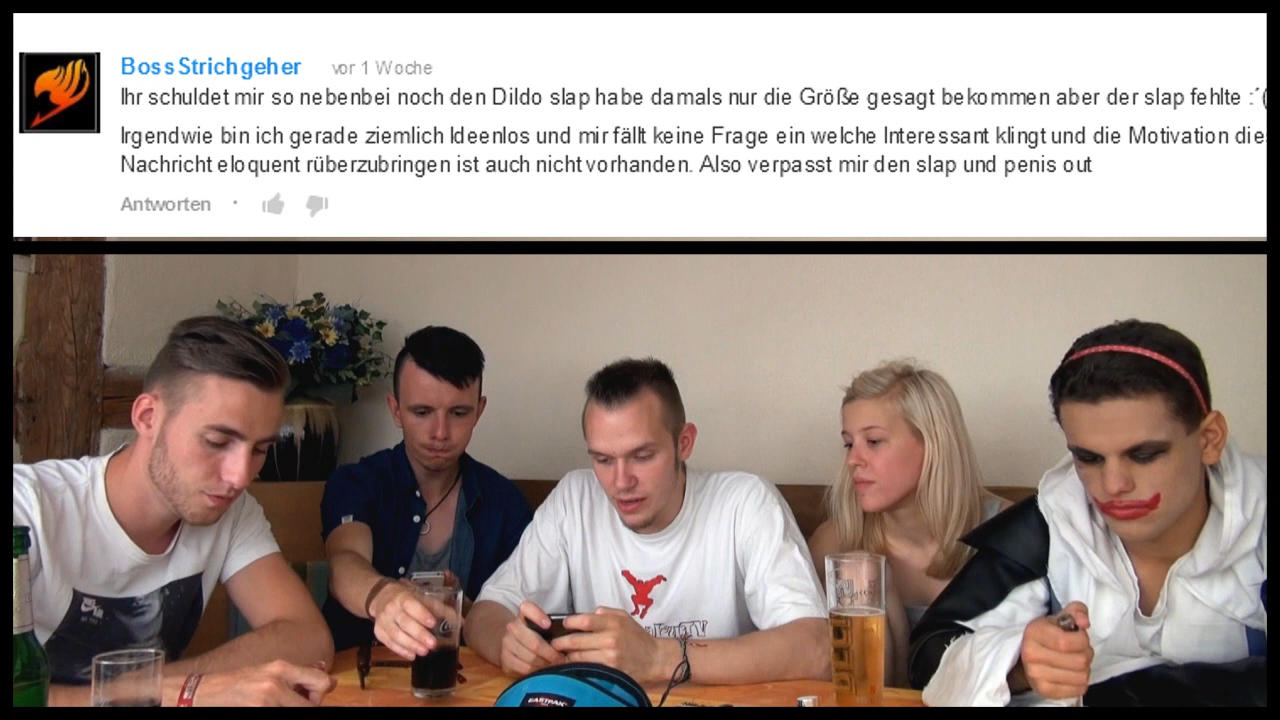 BossStrichgeher vor 1 Woche
Ihr schuldet mir so nebenbei noch den Dildo slap habe damals nur die Größe gesagt bekommen aber der slap fehlte :´(
Irgendwie bin ich gerade ziemlich Ideenlos und mir fällt keine Frage ein welche Interessant klingt und die Motivation die
Nachricht eloquent rüberzubringen ist auch nicht vorhanden. Also verpasst mir den slap und penis out
Antworten ·
EASTPAK